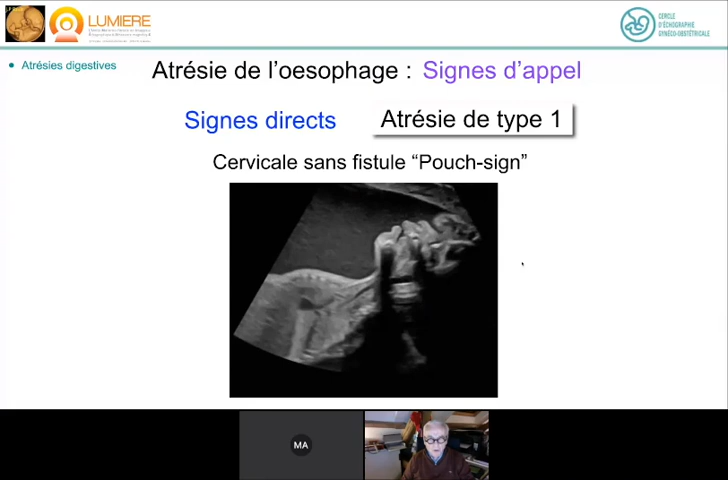 LUMIERE
CERCLE
D'ÉCHOGRAPHIE
GYNÉCO-OBSTÉTRICALE
• Atrésies digestives
Atrésie de l'oesophage : Signes d'appel
Signes directs
Atrésie de type 1
Cervicale sans fistule “Pouch-sign”
MA